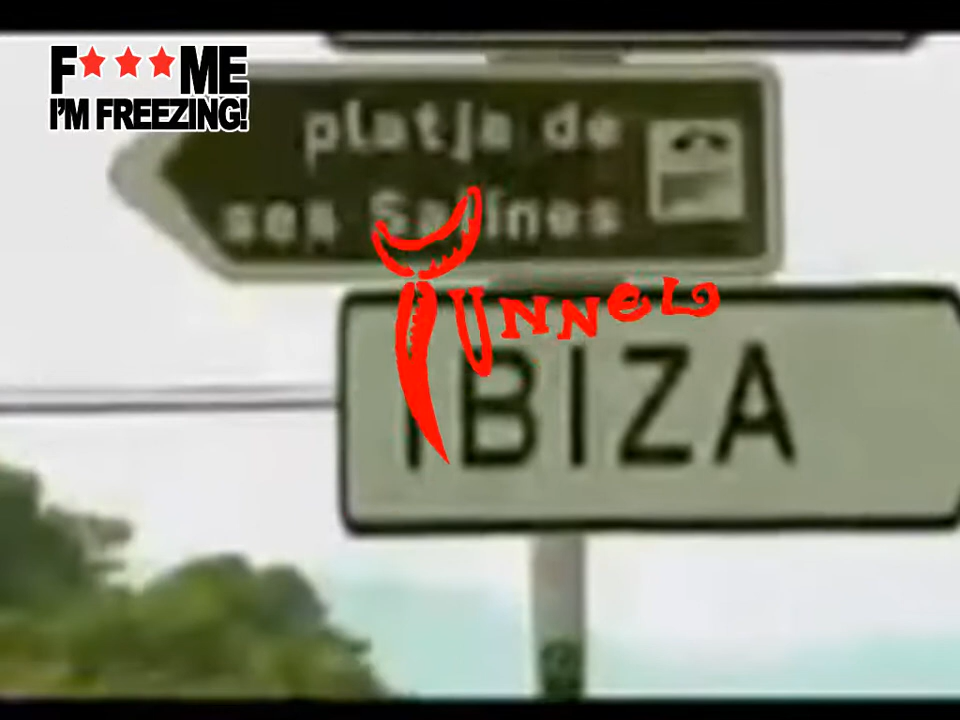 F★★★ME
I'M FREEZING!
platja de
ses Salines
TUNNEL
IBIZA